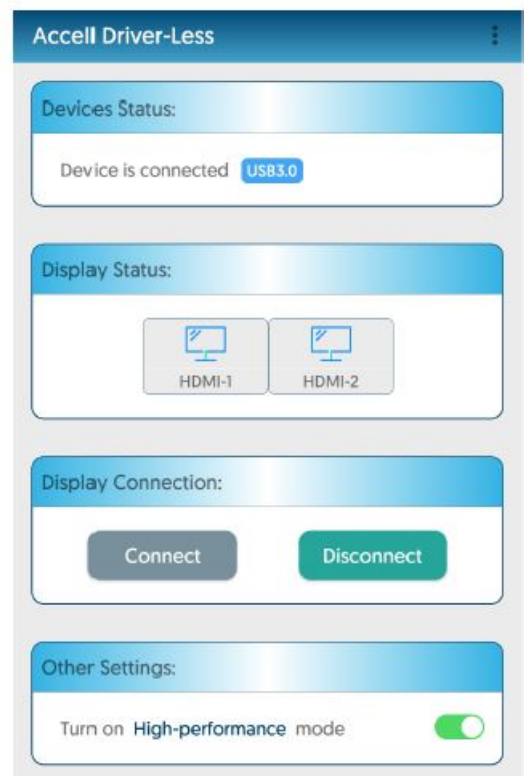 Accell Driver-Less
Devices Status:
Device is connected USB3.0
Display Status:
HDMI-1 HDMI-2
Display Connection:
Connect Disconnect
Other Settings:
Turn on High-performance mode